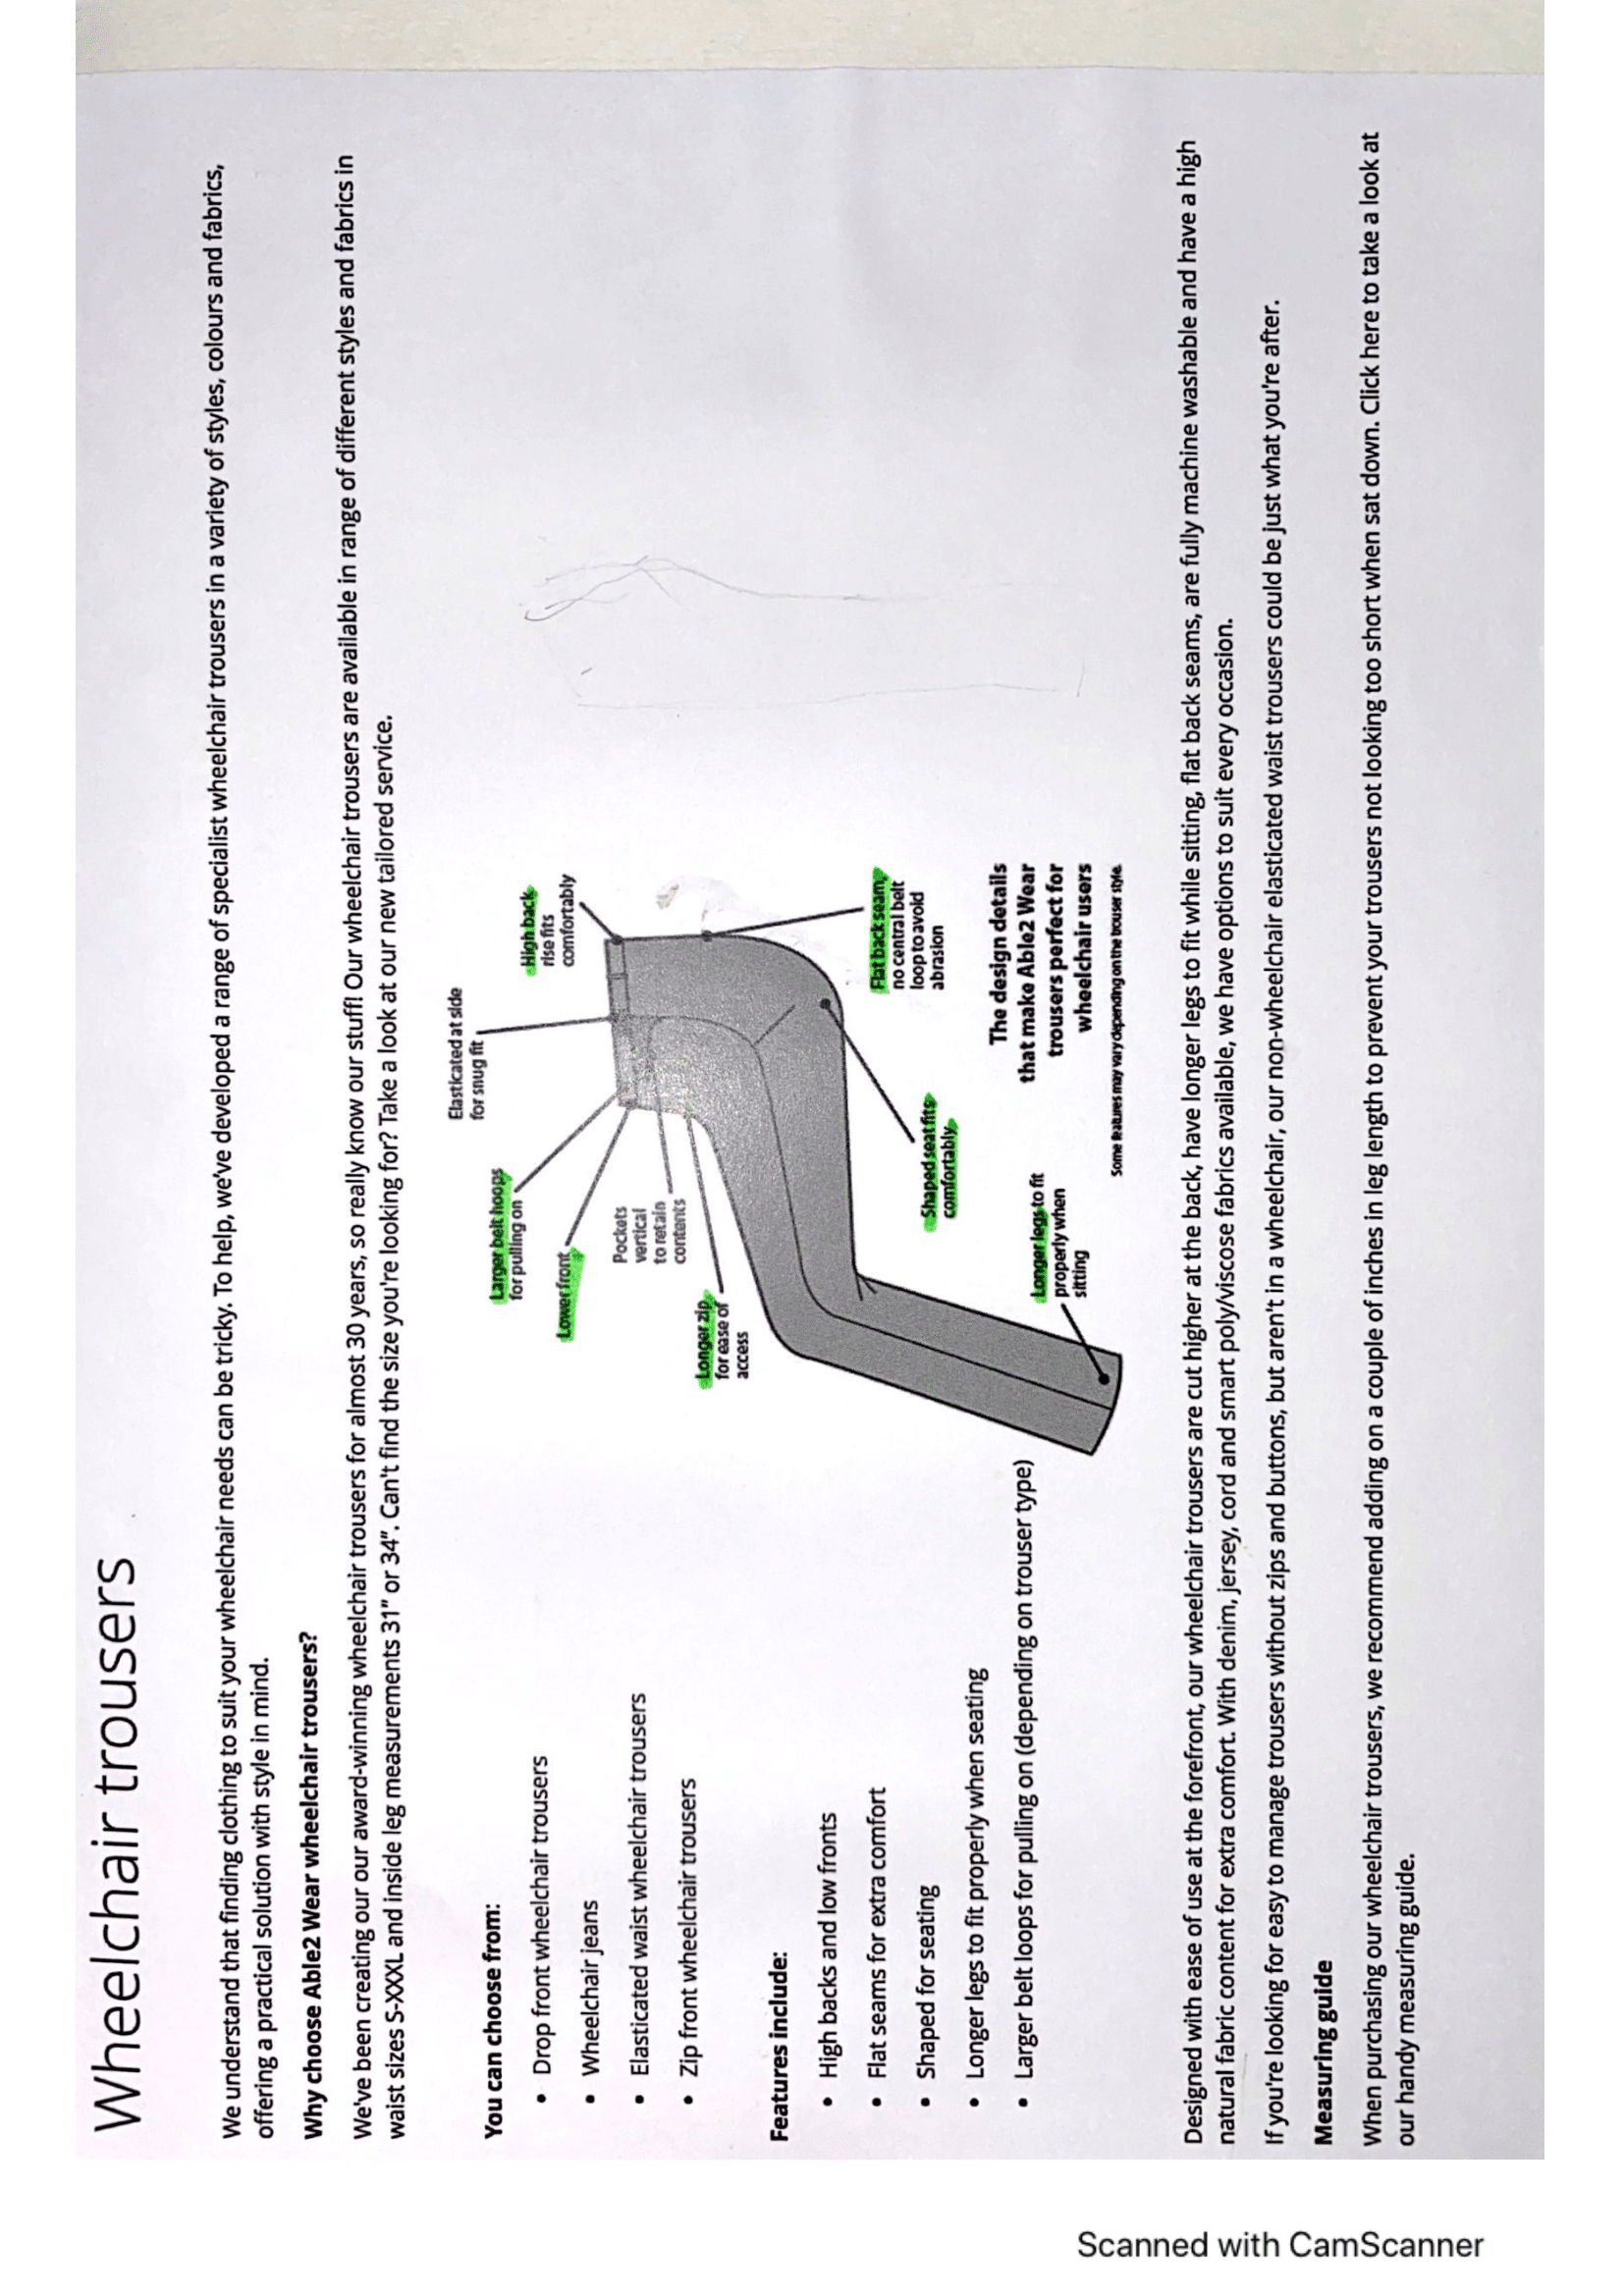 Wheelchair trousers
We understand that finding clothing to suit your wheelchair needs can be tricky. To help, we've developed a range of specialist wheelchair trousers in a variety of styles, colours and fabrics,
offering a practical solution with style in mind.
Why choose Able2 Wear wheelchair trousers?
We've been creating our our award-winning wheelchair trousers for almost 30 years, so really know our stuff! Our wheelchair trousers are available in range of different styles and fabrics in
waist sizes S-XXXL and inside leg measurements 31" or 34". Can't find the size you're looking for? Take a look at our new tailored service.
You can choose from:
• Drop front wheelchair trousers
• Wheelchair jeans
• Elasticated waist wheelchair trousers
• Zip front wheelchair trousers
Features include:
• High backs and low fronts
• Flat seams for extra comfort
• Shaped for seating
• Longer legs to fit properly when seating
• Larger belt loops for pulling on (depending on trouser type)
Elasticated at side
for snug fit
High back
rise fits
comfortably
Larger belt hoops
for pulling on
Lower front
Pockets
vertical
to retain
contents
Longer zip
for ease of
access
Flat back seam,
no central belt
loop to avoid
abrasion
Shaped seat fits
comfortably
Longer legs to fit
properly when
sitting
The design details
that make Able2 Wear
trousers perfect for
wheelchair users
Some features may vary depending on the trouser style.
Designed with ease of use at the forefront, our wheelchair trousers are cut higher at the back, have longer legs to fit while sitting, flat back seams, are fully machine washable and have a high
natural fabric content for extra comfort. With denim, jersey, cord and smart poly/viscose fabrics available, we have options to suit every occasion.
If you're looking for easy to manage trousers without zips and buttons, but aren't in a wheelchair, our non-wheelchair elasticated waist trousers could be just what you're after.
Measuring guide
When purchasing our wheelchair trousers, we recommend adding on a couple of inches in leg length to prevent your trousers not looking too short when sat down. Click here to take a look at
our handy measuring guide.
Scanned with CamScanner